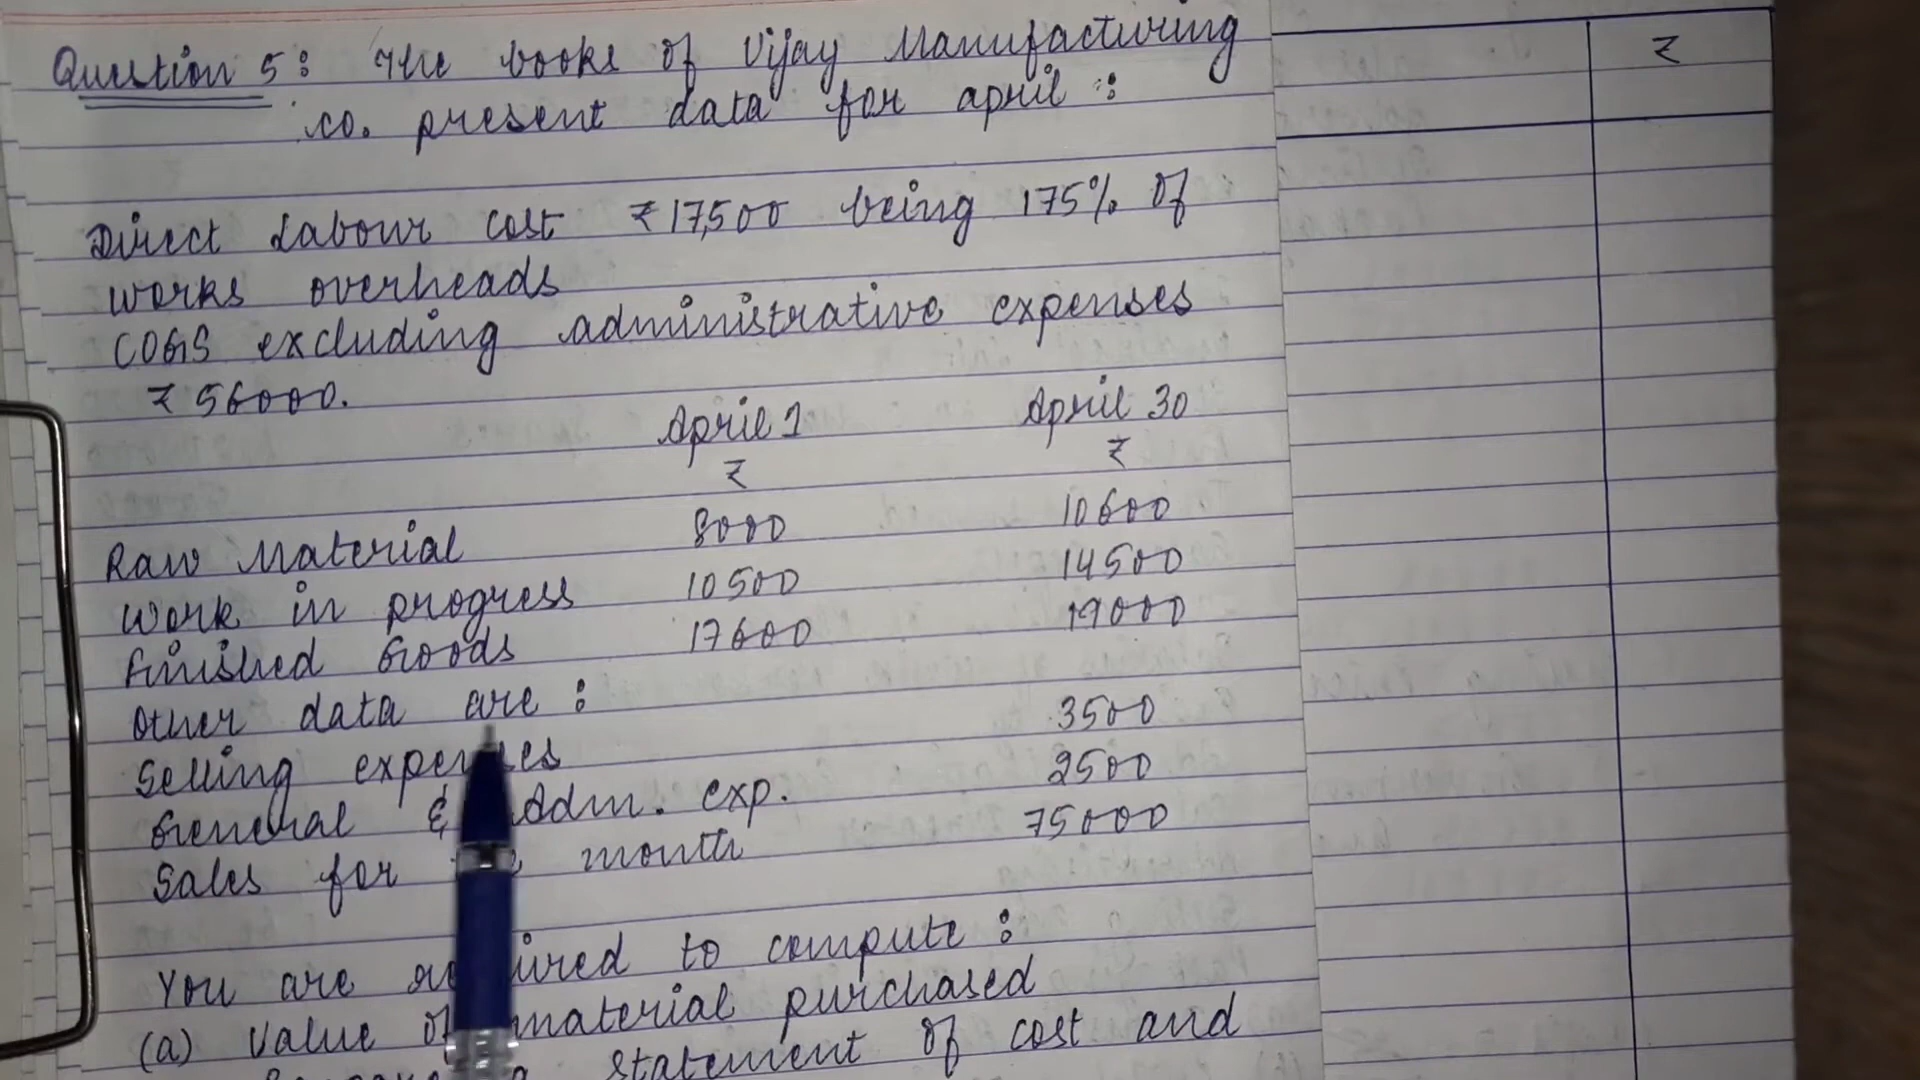 Question 5: The books of Vijay Manufacturing
₹
co. present data for april :
Direct Labour cost ₹17,500 being 175% of
works overheads
COGS excluding administrative expenses
₹ 56000.
April 1 April 30
₹ ₹
Raw Material 8000 10600
Work in progress 10500 14500
Finished Goods 17600 19000
Other data are :
Selling expenses 3500
General & Adm. exp. 2500
Sales for month 75000
You are required to compute :
(a) Value of material purchased
statement of cost and